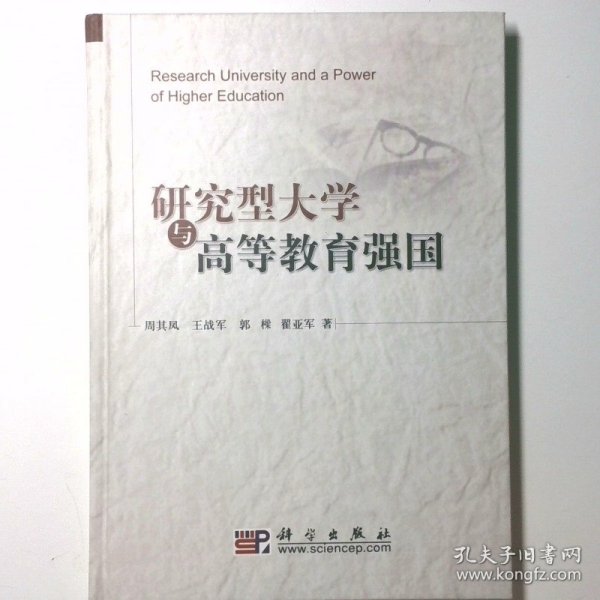 Research University and a Power
of Higher Education
研究型大学
与
高等教育强国
周其凤 王战军 郭樑 翟亚军 著
科学出版社
www.sciencep.com
孔夫子旧书网
www.kongfz.com